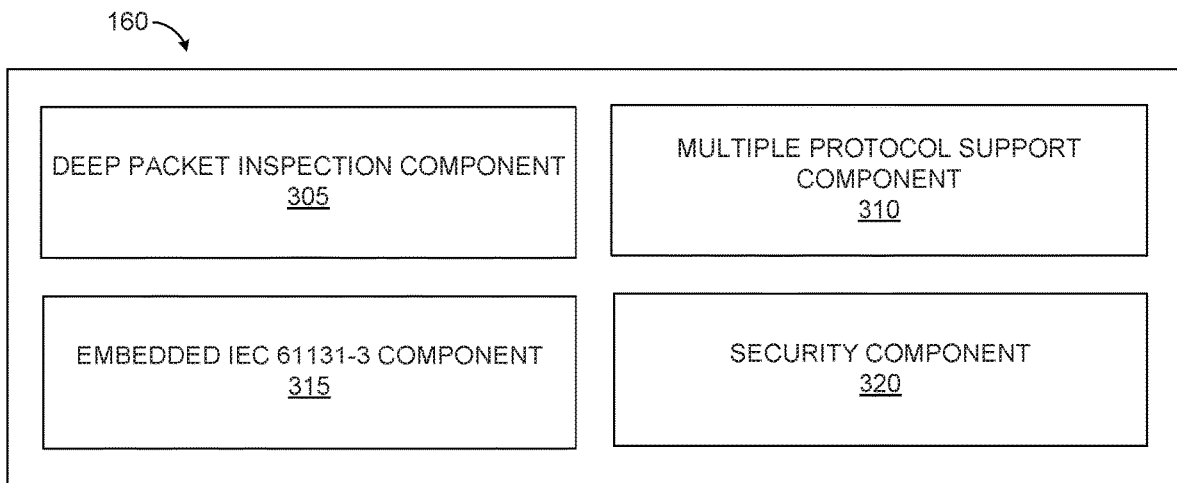 160
DEEP PACKET INSPECTION COMPONENT
305
MULTIPLE PROTOCOL SUPPORT
COMPONENT
310
EMBEDDED IEC 61131-3 COMPONENT
315
SECURITY COMPONENT
320